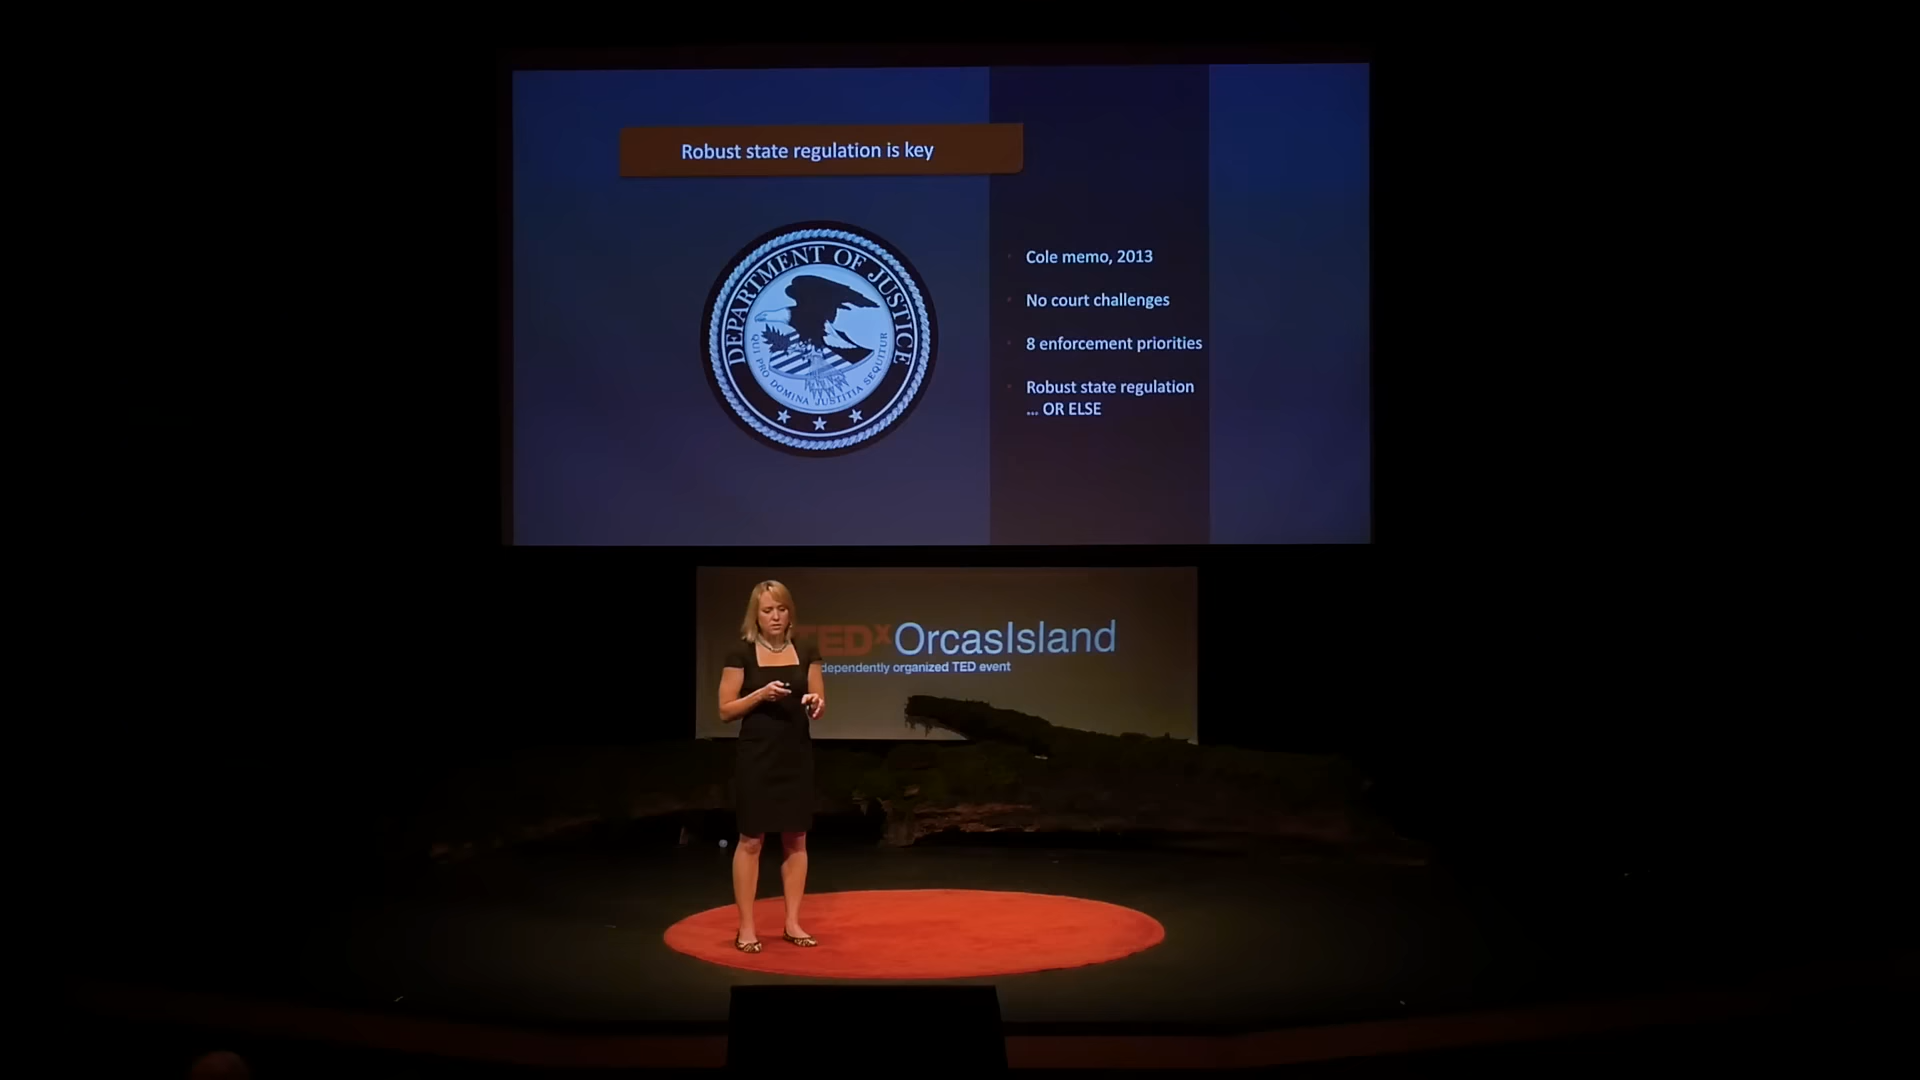 Robust state regulation is key
DEPARTMENT OF JUSTICE
QUI PRO DOMINA JUSTITIA SEQUITUR
Cole memo, 2013
No court challenges
8 enforcement priorities
Robust state regulation
... OR ELSE
TEDxOrcasIsland
dependently organized TED event